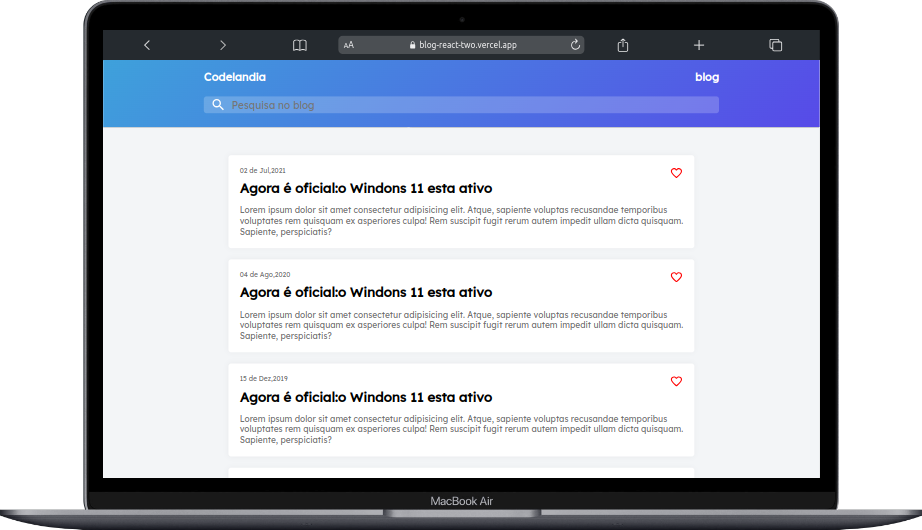 AA blog-react-two.vercel.app
Codelandia blog
Pesquisa no blog
02 de Jul,2021
Agora é oficial:o Windons 11 esta ativo
Lorem ipsum dolor sit amet consectetur adipisicing elit. Atque, sapiente voluptas recusandae temporibus
voluptates rem quisquam ex asperiores culpa! Rem suscipit fugit rerum autem impedit ullam dicta quisquam.
Sapiente, perspiciatis?
04 de Ago,2020
Agora é oficial:o Windons 11 esta ativo
Lorem ipsum dolor sit amet consectetur adipisicing elit. Atque, sapiente voluptas recusandae temporibus
voluptates rem quisquam ex asperiores culpa! Rem suscipit fugit rerum autem impedit ullam dicta quisquam.
Sapiente, perspiciatis?
15 de Dez,2019
Agora é oficial:o Windons 11 esta ativo
Lorem ipsum dolor sit amet consectetur adipisicing elit. Atque, sapiente voluptas recusandae temporibus
voluptates rem quisquam ex asperiores culpa! Rem suscipit fugit rerum autem impedit ullam dicta quisquam.
Sapiente, perspiciatis?
MacBook Air